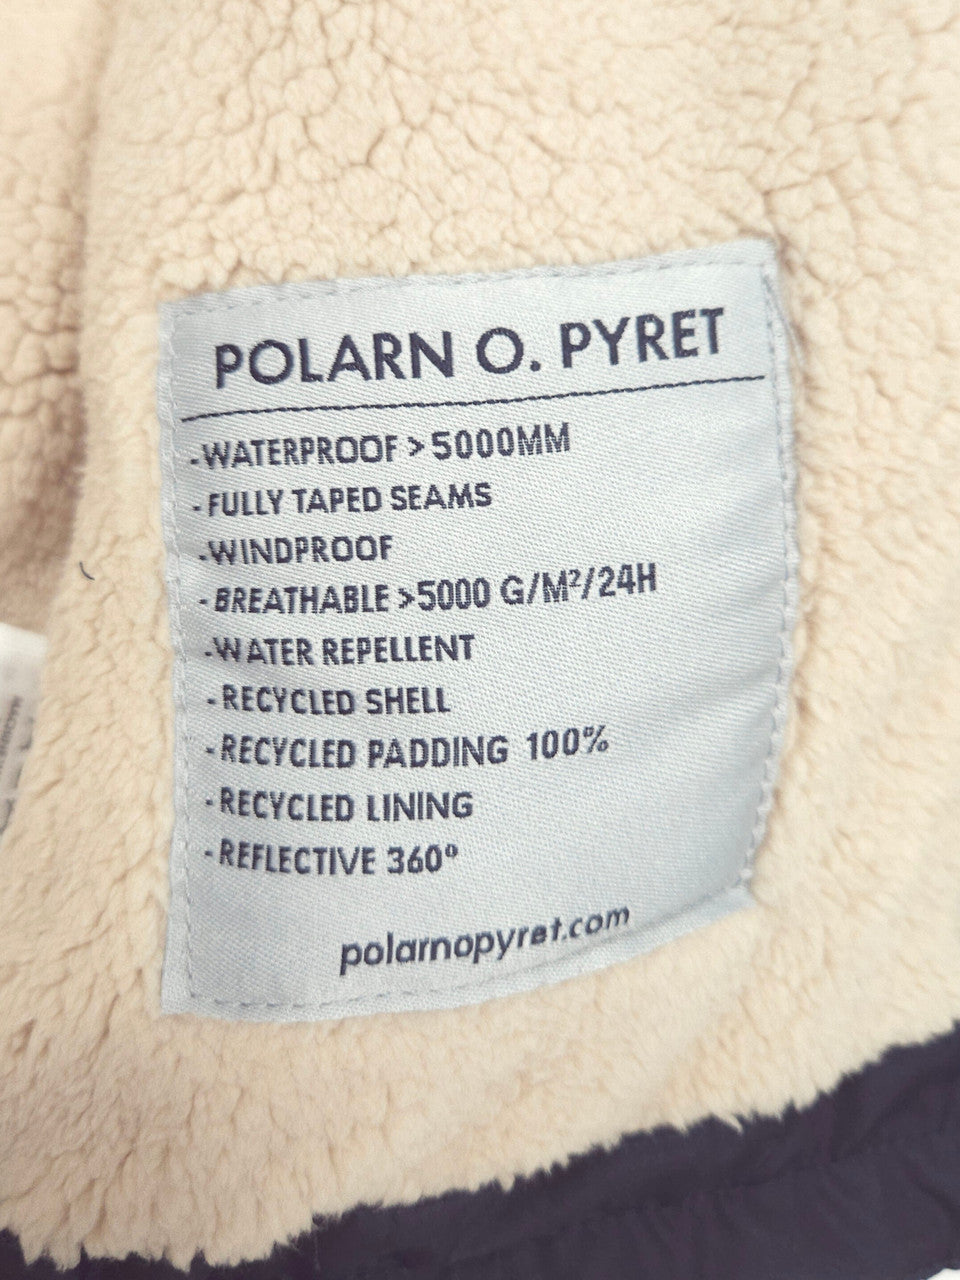 POLARN O. PYRET
-WATERPROOF > 5000MM
-FULLY TAPED SEAMS
-WINDPROOF
-BREATHABLE >5000 G/M²/24H
-WATER REPELLENT
-RECYCLED SHELL
-RECYCLED PADDING 100%
-RECYCLED LINING
-REFLECTIVE 360°
polarnopyret.com